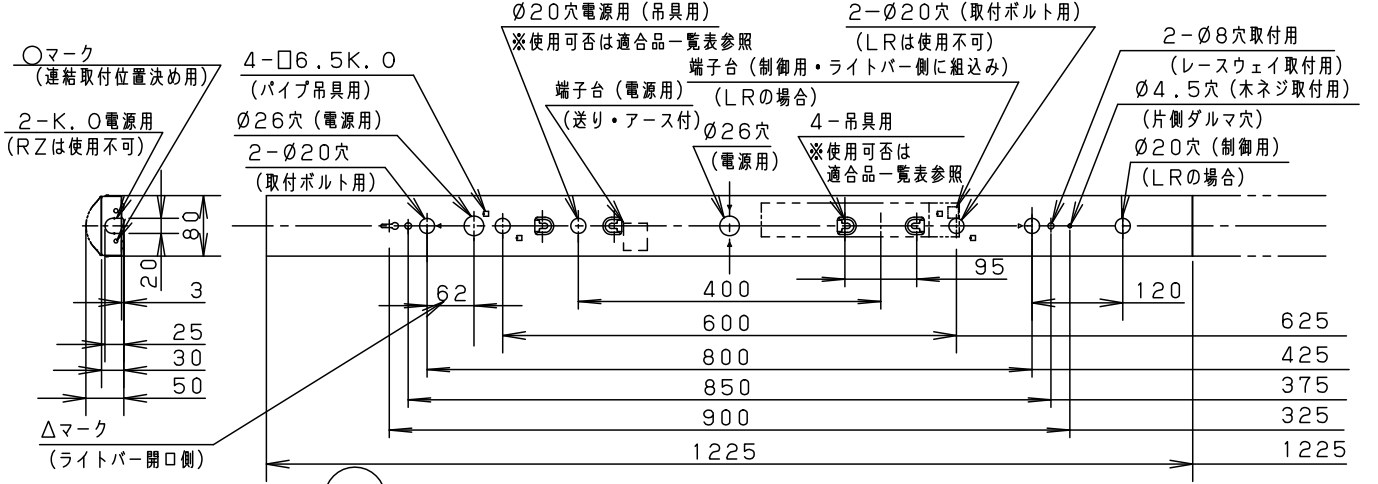 ○マーク
(連結取付位置決め用)
2-K.O電源用
(RZは使用不可)
4-□6.5K.O
(パイプ吊具用)
Ø26穴(電源用)
2-Ø20穴
(取付ボルト用)
Ø20穴電源用(吊具用)
※使用可否は適合品一覧表参照
端子台(電源用)
(送り・アース付)
Ø26穴
(電源用)
2-Ø20穴(取付ボルト用)
(LRは使用不可)
端子台(制御用・ライトバー側に組込み)
(LRの場合)
4-吊具用
※使用可否は
適合品一覧表参照
2-Ø8穴取付用
(レースウェイ取付用)
Ø4.5穴(木ネジ取付用)
(片側ダルマ穴)
Ø20穴(制御用)
(LRの場合)
80
20
3
25
30
50
62
400
95
120
600
625
800
425
850
375
900
325
1225
1225
△マーク
(ライトバー開口側)